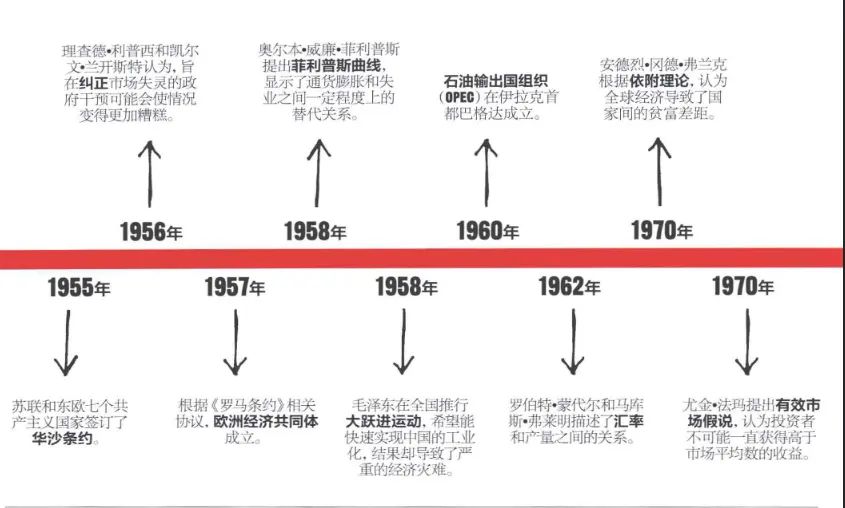 理查德•利普西和凯尔
文•兰开斯特认为，旨
在纠正市场失灵的政
府干预可能会使情况
变得更加糟糕。
奥尔本•威廉•菲利普斯
提出菲利普斯曲线，
显示了通货膨胀和失
业之间一定程度上的
替代关系。
石油输出国组织
(OPEC)在伊拉克首
都巴格达成立。
安德烈•冈德•弗兰克
根据依附理论，认为
全球经济导致了国
家间的贫富差距。
1956年
1958年
1960年
1970年
1955年
1957年
1958年
1962年
1970年
苏联和东欧七个共
产主义国家签订了
华沙条约。
根据《罗马条约》相关
协议，欧洲经济共同体
成立。
毛泽东在全国推行
大跃进运动，希望能
快速实现中国的工业
化，结果却导致了严
重的经济灾难。
罗伯特•蒙代尔和马库
斯•弗莱明描述了汇率
和产量之间的关系。
尤金•法玛提出有效市
场假说，认为投资者
不可能一直获得高于
市场平均数的收益。